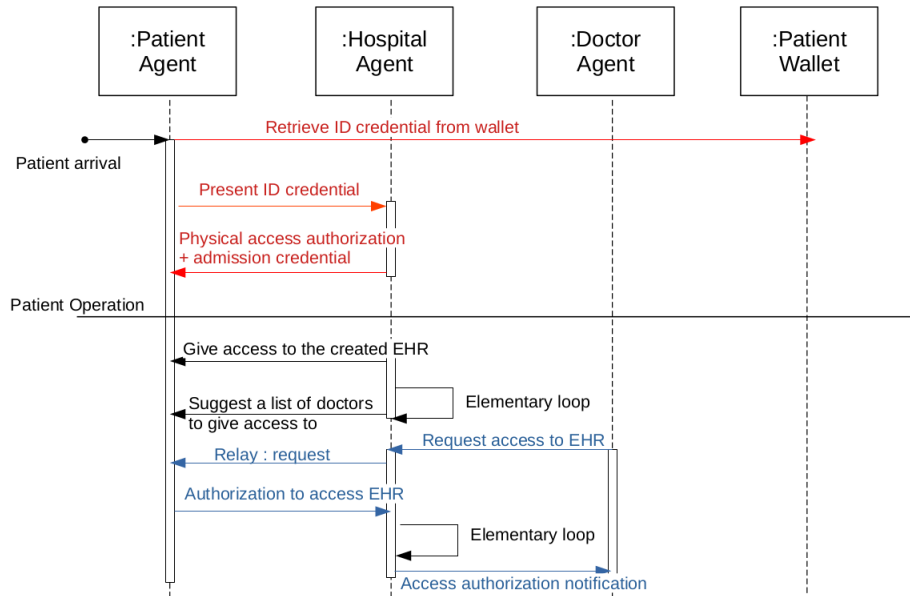 :Patient
Agent
:Hospital
Agent
:Doctor
Agent
:Patient
Wallet
Retrieve ID credential from wallet
Patient arrival
Present ID credential
Physical access authorization
+ admission credential
Patient Operation
Give access to the created EHR
Suggest a list of doctors
to give access to
Elementary loop
Request access to EHR
Relay : request
Authorization to access EHR
Elementary loop
Access authorization notification